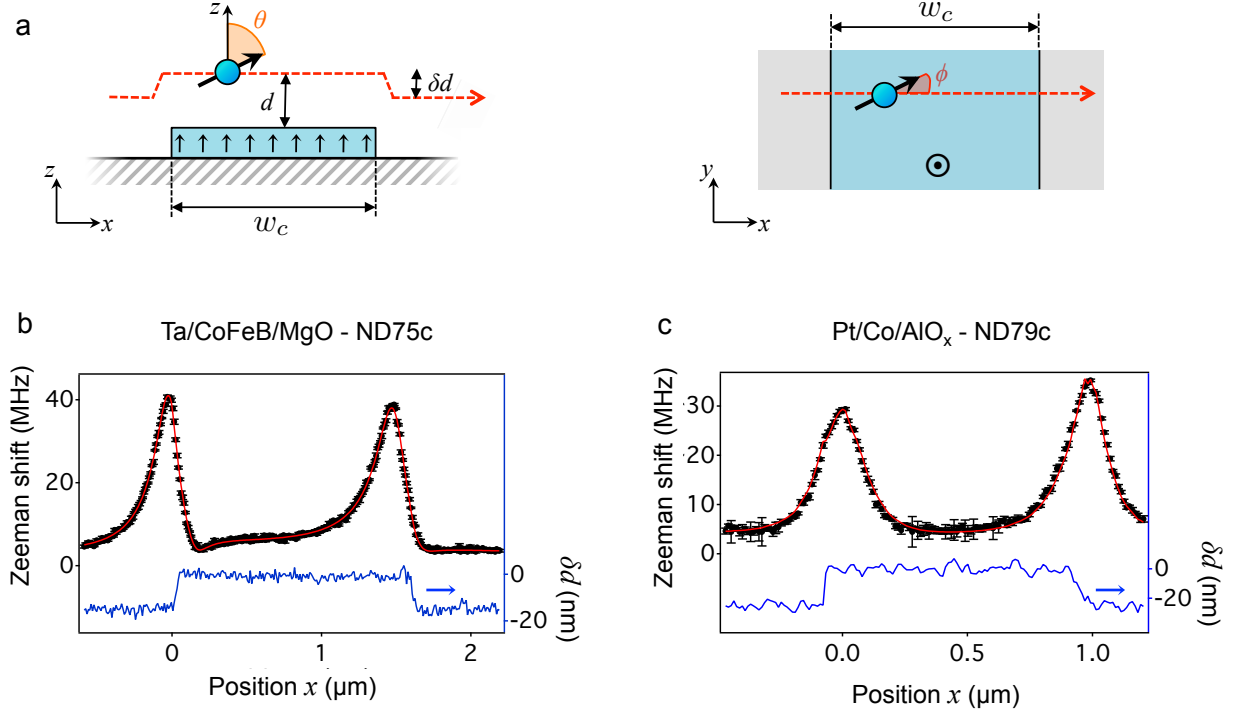 a
z
θ
d
δd
z
x
w_c
w_c
ϕ
y
x
b
Ta/CoFeB/MgO - ND75c
Zeeman shift (MHz)
40
20
0
0
-20
δd (nm)
0
1
2
Position x (µm)
c
Pt/Co/AlOₓ - ND79c
Zeeman shift (MHz)
30
20
10
0
0
-20
δd (nm)
0.0
0.5
1.0
Position x (µm)